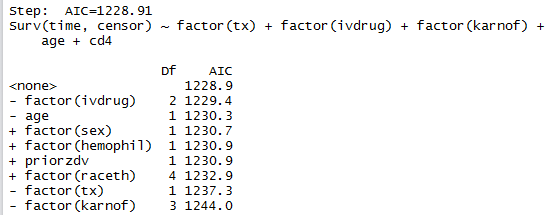 Step:  AIC=1228.91
Surv(time, censor) ~ factor(tx) + factor(ivdrug) + factor(karnof) +
    age + cd4
                     Df    AIC
<none>                  1228.9
- factor(ivdrug)      2 1229.4
- age                 1 1230.3
+ factor(sex)         1 1230.7
+ factor(hemophil)    1 1230.9
+ priorzdv            1 1230.9
+ factor(raceth)      4 1232.9
- factor(tx)          1 1237.3
- factor(karnof)      3 1244.0